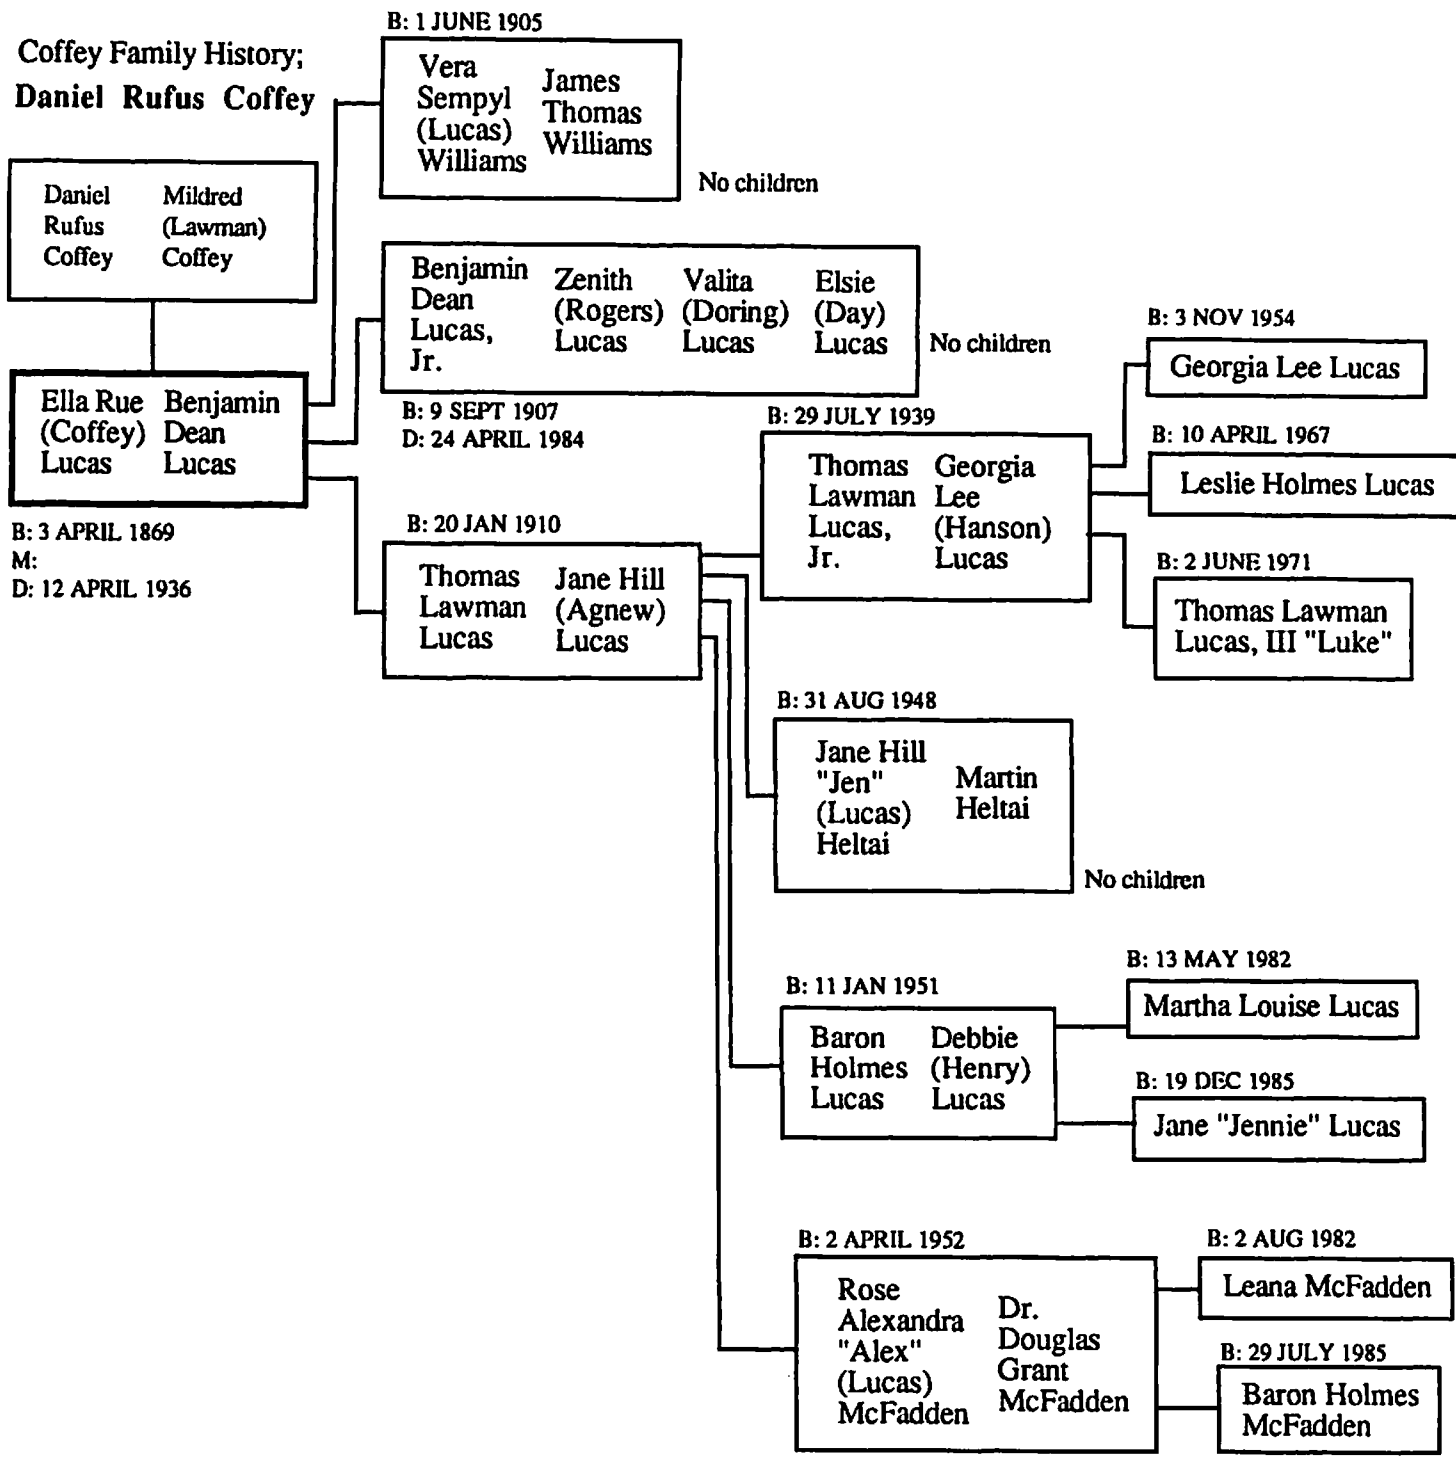 Coffey Family History;
Daniel Rufus Coffey
Daniel
Rufus
Coffey
Mildred
(Lawman)
Coffey
Ella Rue
(Coffey)
Lucas
Benjamin
Dean
Lucas
B: 3 APRIL 1869
M:
D: 12 APRIL 1936
B: 1 JUNE 1905
Vera
Sempyl
(Lucas)
Williams
James
Thomas
Williams
No children
Benjamin
Dean
Lucas,
Jr.
Zenith
(Rogers)
Lucas
Valita
(Doring)
Lucas
Elsie
(Day)
Lucas
No children
B: 9 SEPT 1907
D: 24 APRIL 1984
B: 20 JAN 1910
Thomas
Lawman
Lucas
Jane Hill
(Agnew)
Lucas
B: 29 JULY 1939
Thomas
Lawman
Lucas,
Jr.
Georgia
Lee
(Hanson)
Lucas
B: 3 NOV 1954
Georgia Lee Lucas
B: 10 APRIL 1967
Leslie Holmes Lucas
B: 2 JUNE 1971
Thomas Lawman
Lucas, III "Luke"
B: 31 AUG 1948
Jane Hill
"Jen"
(Lucas)
Heltai
Martin
Heltai
No children
B: 11 JAN 1951
Baron
Holmes
Lucas
Debbie
(Henry)
Lucas
B: 13 MAY 1982
Martha Louise Lucas
B: 19 DEC 1985
Jane "Jennie" Lucas
B: 2 APRIL 1952
Rose
Alexandra
"Alex"
(Lucas)
McFadden
Dr.
Douglas
Grant
McFadden
B: 2 AUG 1982
Leana McFadden
B: 29 JULY 1985
Baron Holmes
McFadden